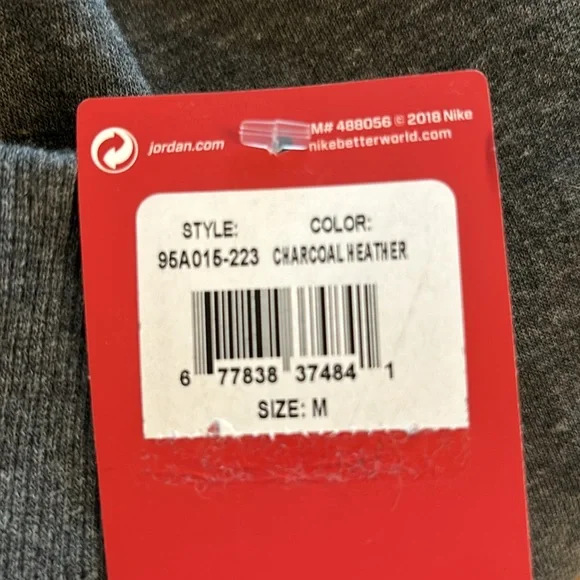 jordan.com
M# 488056 © 2018 Nike
nikebetterworld.com
STYLE: COLOR:
95A015-223 CHARCOAL HEATHER
6 77838 37484 1
SIZE: M